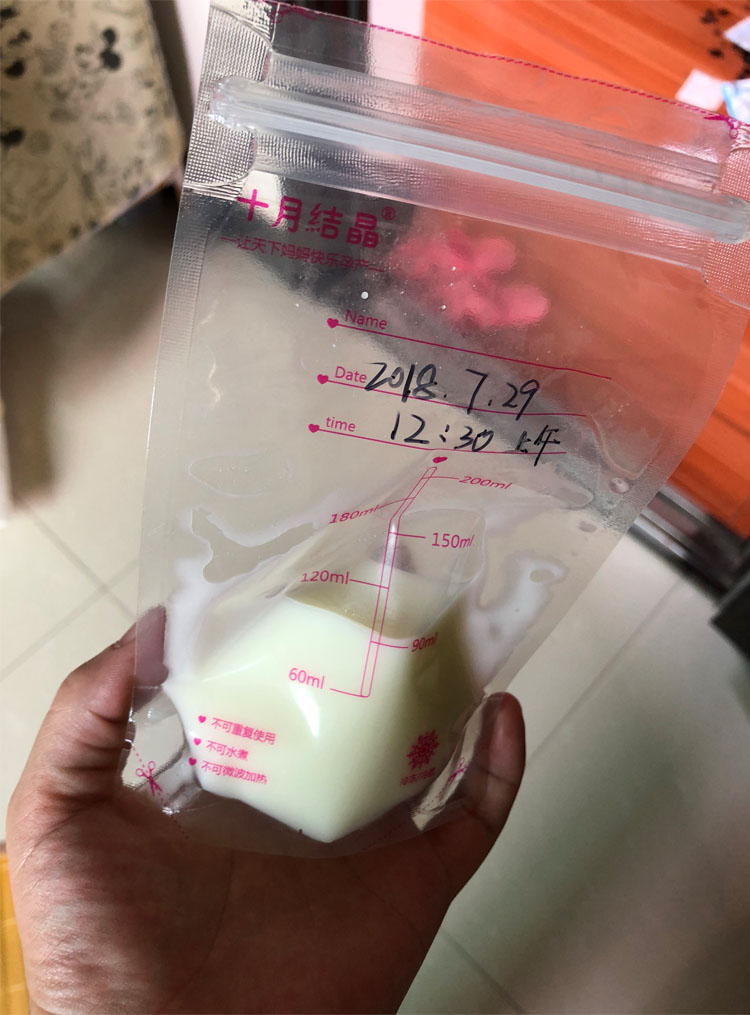 十月结晶®
—让天下妈妈快乐孕产—
Name
Date 2018.7.29
time 12:30 上午
200ml
180ml
150ml
120ml
90ml
60ml
不可重复使用
不可水煮
不可微波加热